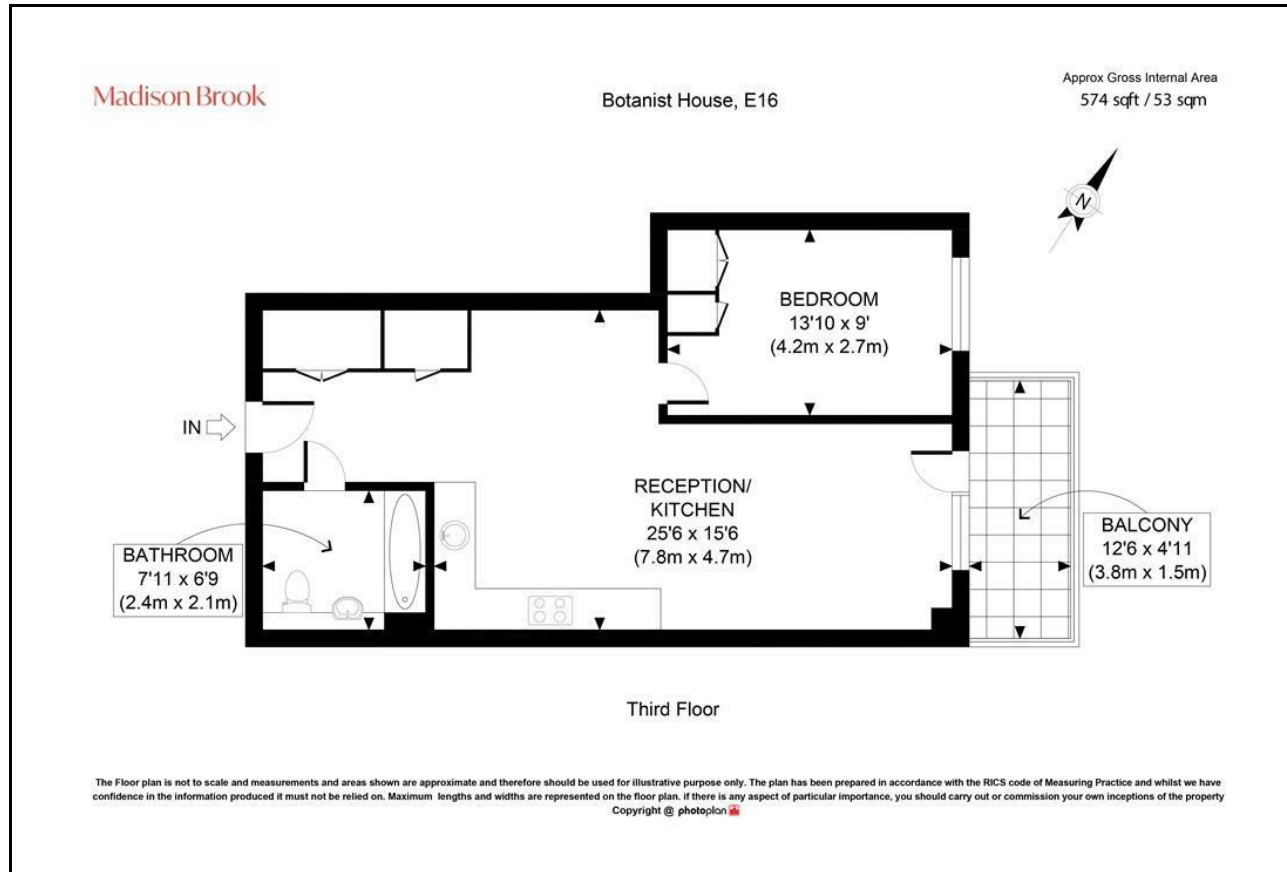 Madison Brook
Botanist House, E16
Approx Gross Internal Area
574 sqft / 53 sqm
N
BEDROOM
13'10 x 9'
(4.2m x 2.7m)
IN
RECEPTION/
KITCHEN
25'6 x 15'6
(7.8m x 4.7m)
BATHROOM
7'11 x 6'9
(2.4m x 2.1m)
BALCONY
12'6 x 4'11
(3.8m x 1.5m)
Third Floor
The Floor plan is not to scale and measurements and areas shown are approximate and therefore should be used for illustrative purpose only. The plan has been prepared in accordance with the RICS code of Measuring Practice and whilst we have
confidence in the information produced it must not be relied on. Maximum lengths and widths are represented on the floor plan. if there is any aspect of particular importance, you should carry out or commission your own inceptions of the property
Copyright @ photoplan